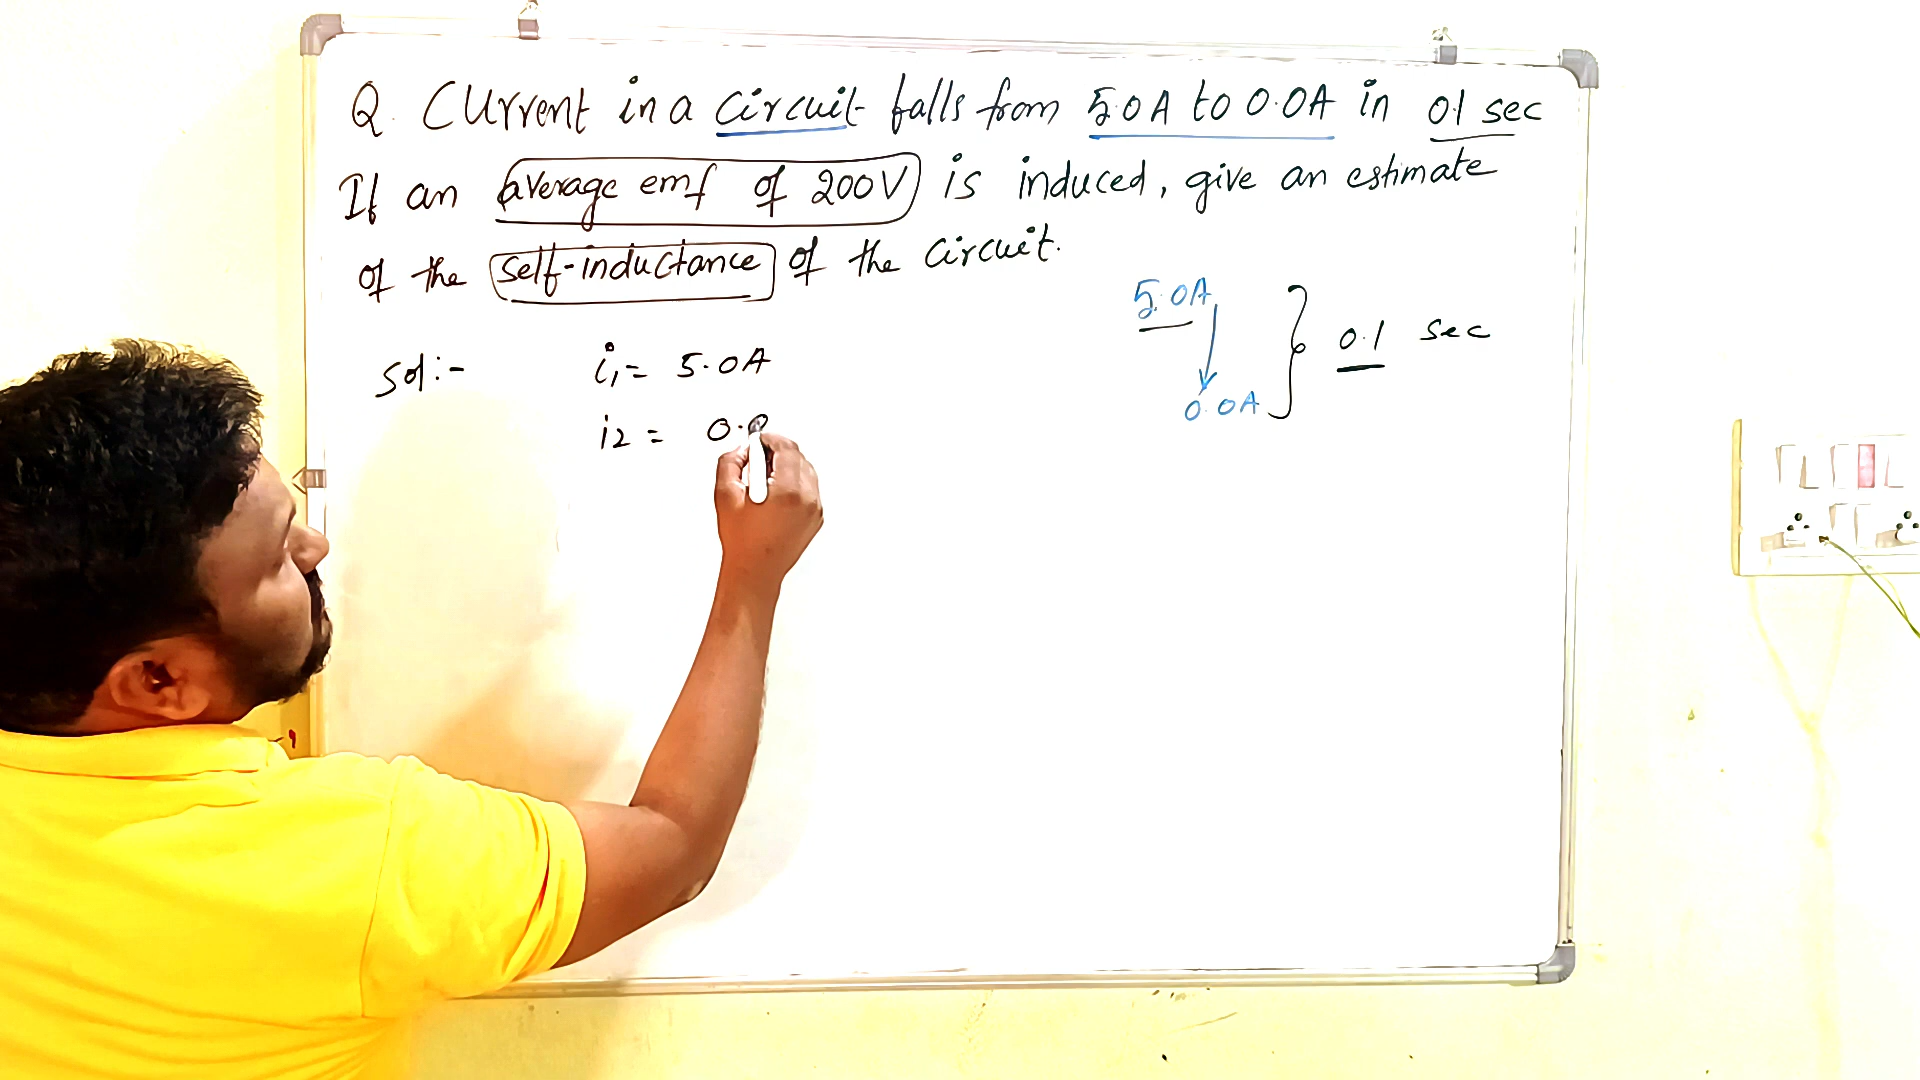 Q. Current in a circuit falls from 5.0A to 0.0A in 0.1 sec
If an average emf of 200V is induced, give an estimate
of the self-inductance of the circuit.
5.0A
0.1 sec
0.0A
Sol:-
i1 = 5.0A
i2 = 0.0